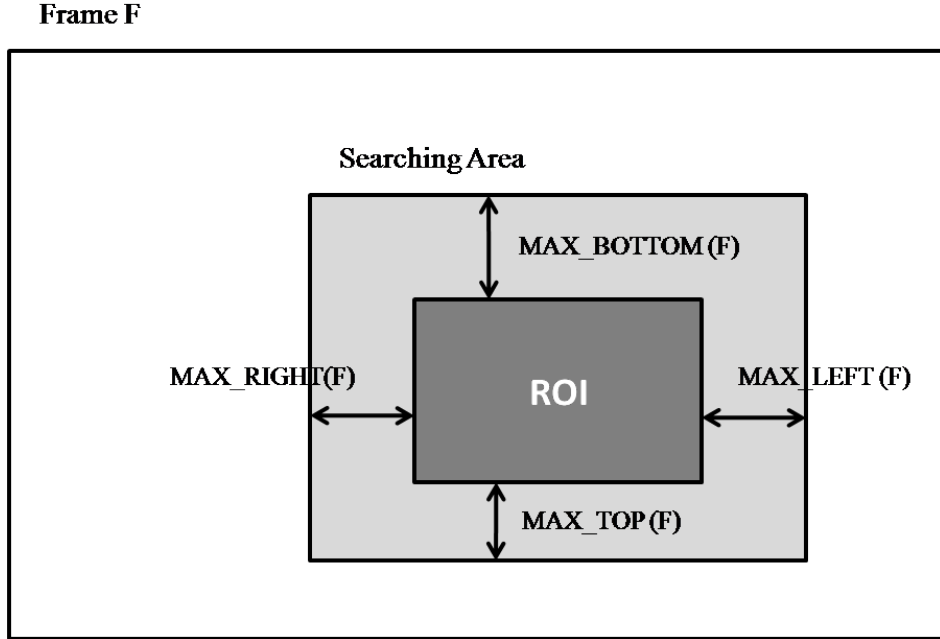 Frame F
Searching Area
MAX_BOTTOM (F)
MAX_RIGHT(F)
ROI
MAX_LEFT (F)
MAX_TOP (F)